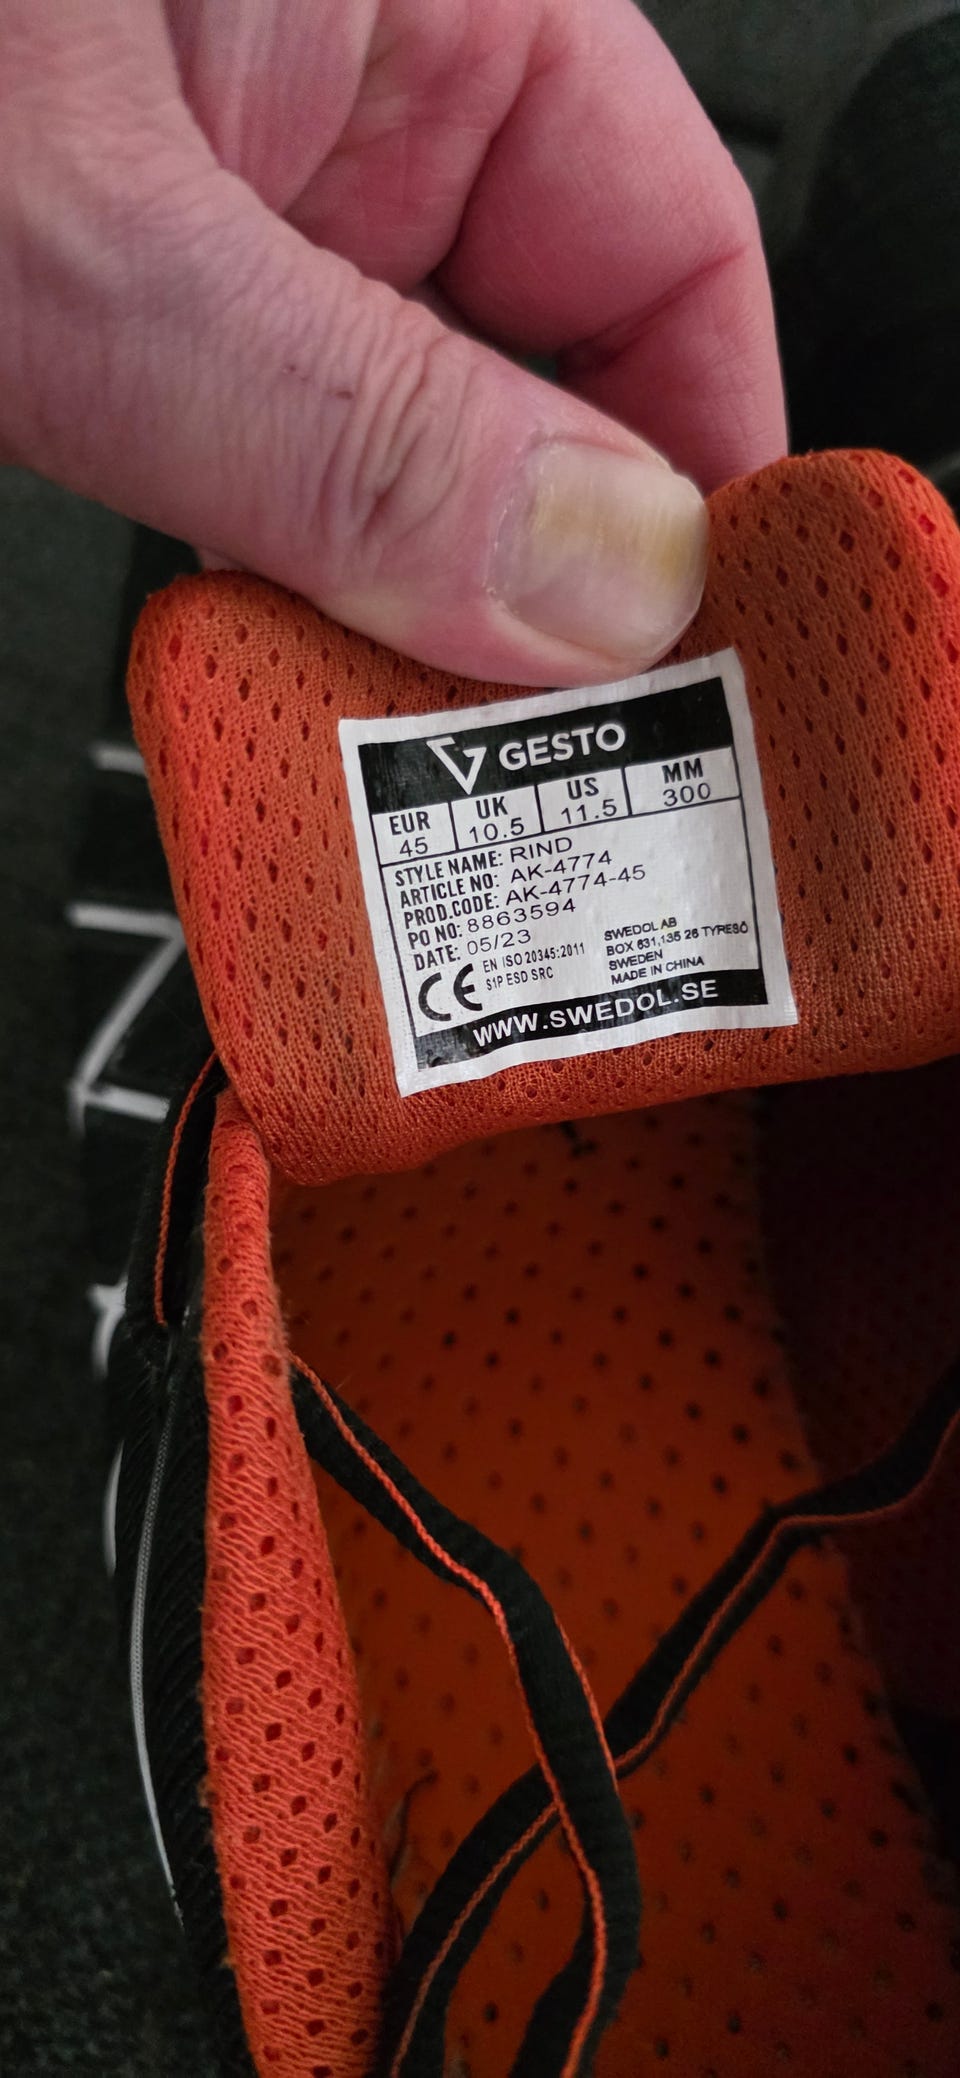 GESTO
EUR UK US MM
45 10.5 11.5 300
STYLE NAME: RIND
ARTICLE NO: AK-4774
PROD.CODE: AK-4774-45
PO NO: 8863594
DATE: 05/23
CE
EN ISO 20345:2011
S1P ESD SRC
SWEDOL AB
BOX 631,135 26 TYRESÖ
SWEDEN
MADE IN CHINA
WWW.SWEDOL.SE